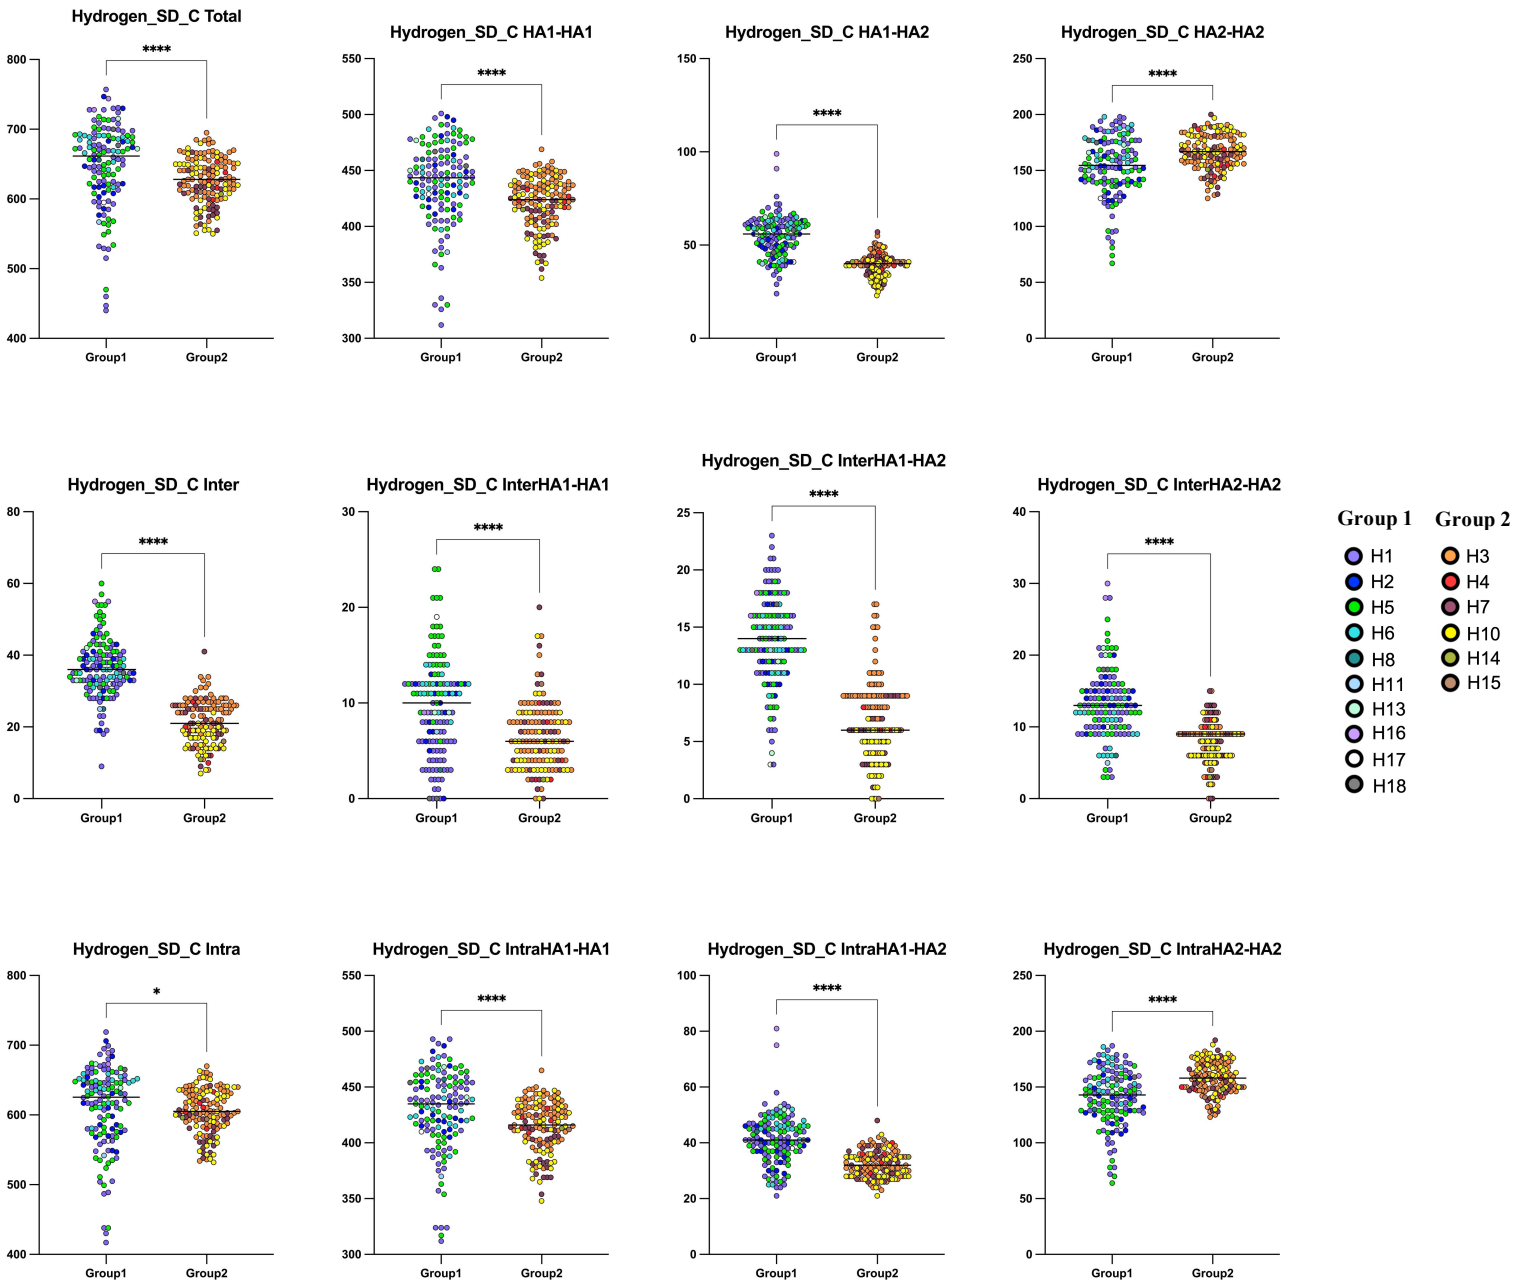 Hydrogen_SD_C Total
****
800
700
600
500
400
Group1
Group2
Hydrogen_SD_C HA1-HA1
****
550
500
450
400
350
300
Group1
Group2
Hydrogen_SD_C HA1-HA2
****
150
100
50
0
Group1
Group2
Hydrogen_SD_C HA2-HA2
****
250
200
150
100
50
0
Group1
Group2
Hydrogen_SD_C Inter
****
80
60
40
20
0
Group1
Group2
Hydrogen_SD_C InterHA1-HA1
****
30
20
10
0
Group1
Group2
Hydrogen_SD_C InterHA1-HA2
****
25
20
15
10
5
0
Group1
Group2
Hydrogen_SD_C InterHA2-HA2
****
40
30
20
10
0
Group1
Group2
Group 1
H1
H2
H5
H6
H8
H11
H13
H16
H17
H18
Group 2
H3
H4
H7
H10
H14
H15
Hydrogen_SD_C Intra
*
800
700
600
500
400
Group1
Group2
Hydrogen_SD_C IntraHA1-HA1
****
550
500
450
400
350
300
Group1
Group2
Hydrogen_SD_C IntraHA1-HA2
****
100
80
60
40
20
0
Group1
Group2
Hydrogen_SD_C IntraHA2-HA2
****
250
200
150
100
50
0
Group1
Group2